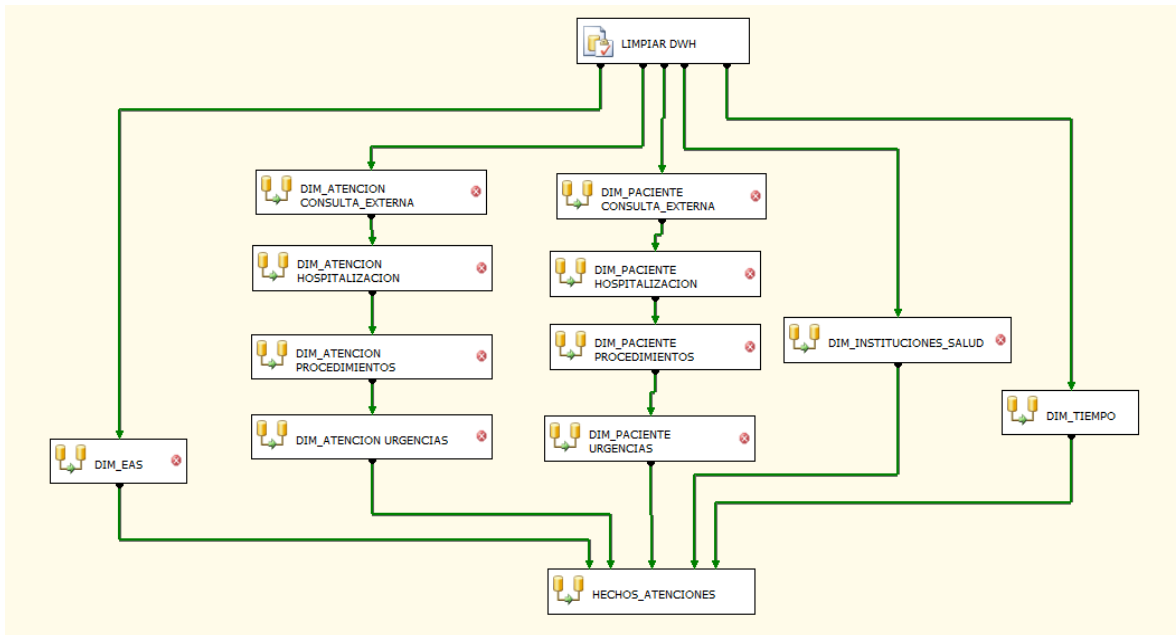 LIMPIAR DWH
DIM_ATENCION
CONSULTA_EXTERNA
DIM_PACIENTE
CONSULTA_EXTERNA
DIM_ATENCION
HOSPITALIZACION
DIM_PACIENTE
HOSPITALIZACION
DIM_ATENCION
PROCEDIMIENTOS
DIM_PACIENTE
PROCEDIMIENTOS
DIM_INSTITUCIONES_SALUD
DIM_TIEMPO
DIM_ATENCION URGENCIAS
DIM_PACIENTE
URGENCIAS
DIM_EAS
HECHOS_ATENCIONES